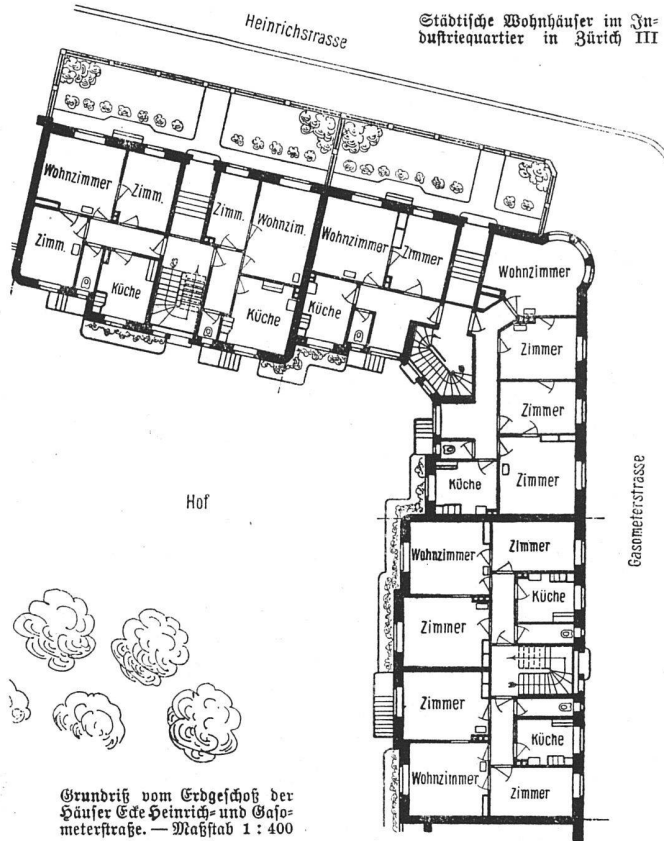 Heinrichstrasse
Städtische Wohnhäuser im In-
dustriequartier in Zürich III
Wohnzimmer
Zimm.
Zimm.
Wohnzim.
Wohnzimmer
Zimmer
Wohnzimmer
Zimm.
Küche
Küche
Küche
Zimmer
Zimmer
Küche
Zimmer
Hof
Gasometerstrasse
Wohnzimmer
Zimmer
Küche
Zimmer
Zimmer
Küche
Wohnzimmer
Zimmer
Grundriß vom Erdgeschoß der
Häuser Ecke Heinrich- und Gaso-
meterstraße. — Maßstab 1 : 400